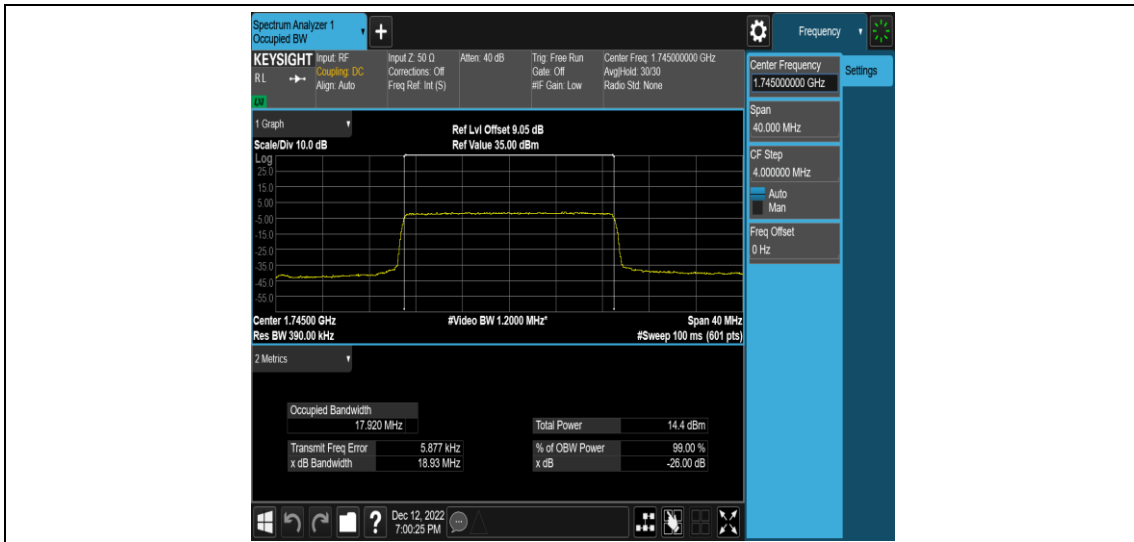 Spectrum Analyzer 1
Occupied BW
Frequency
KEYSIGHT
RL
LXI
Input: RF
Coupling: DC
Align: Auto
Input Z: 50 Ω
Corrections: Off
Freq Ref: Int (S)
Atten: 40 dB
Trig: Free Run
Gate: Off
#IF Gain: Low
Center Freq: 1.745000000 GHz
Avg|Hold: 30/30
Radio Std: None
Center Frequency
1.745000000 GHz
Settings
Span
40.000 MHz
CF Step
4.000000 MHz
Auto
Man
Freq Offset
0 Hz
1 Graph
Scale/Div 10.0 dB
Ref Lvl Offset 9.05 dB
Ref Value 35.00 dBm
Log
25.0
15.0
5.00
-5.00
-15.0
-25.0
-35.0
-45.0
-55.0
Center 1.74500 GHz
#Video BW 1.2000 MHz*
Span 40 MHz
Res BW 390.00 kHz
#Sweep 100 ms (601 pts)
2 Metrics
Occupied Bandwidth
17.920 MHz
Total Power 14.4 dBm
Transmit Freq Error 5.877 kHz
% of OBW Power 99.00 %
x dB Bandwidth 18.93 MHz
x dB -26.00 dB
?
Dec 12, 2022
7:00:25 PM